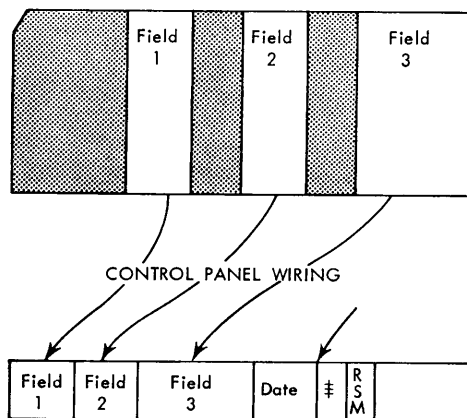 Field Field Field
1 2 3
CONTROL PANEL WIRING
Field Field Field Date ⧧ R
1 2 3 S
M